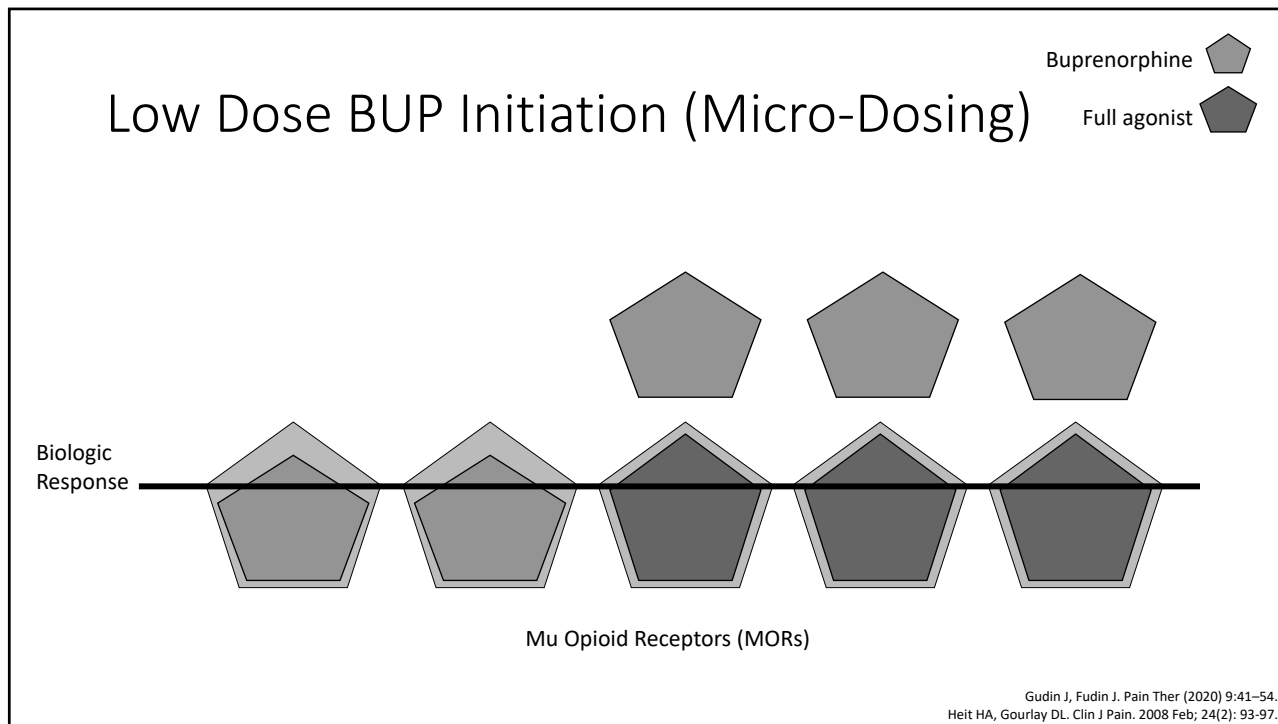 Buprenorphine
Low Dose BUP Initiation (Micro-Dosing)
Full agonist
Biologic
Response
Mu Opioid Receptors (MORs)
Gudin J, Fudin J. Pain Ther (2020) 9:41–54.
Heit HA, Gourlay DL. Clin J Pain. 2008 Feb; 24(2): 93-97.